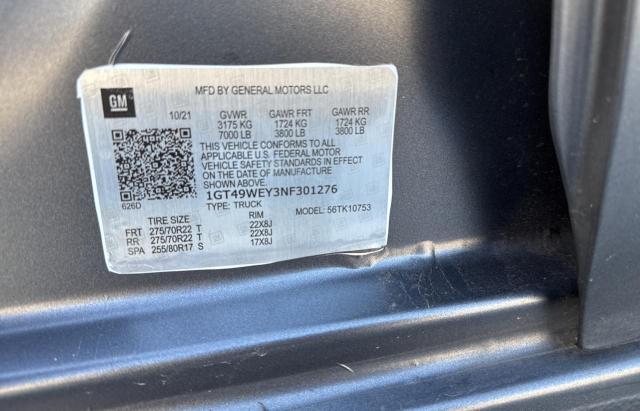 MFD BY GENERAL MOTORS LLC
GM
10/21 GVWR GAWR FRT GAWR RR
3175 KG 1724 KG 1724 KG
7000 LB 3800 LB 3800 LB
THIS VEHICLE CONFORMS TO ALL
APPLICABLE U.S. FEDERAL MOTOR
VEHICLE SAFETY STANDARDS IN EFFECT
ON THE DATE OF MANUFACTURE
SHOWN ABOVE.
1GT49WEY3NF301276
626D TYPE: TRUCK MODEL: 56TK10753
TIRE SIZE RIM
FRT 275/70R22 T 22X8J
RR 275/70R22 T 22X8J
SPA 255/80R17 S 17X8J